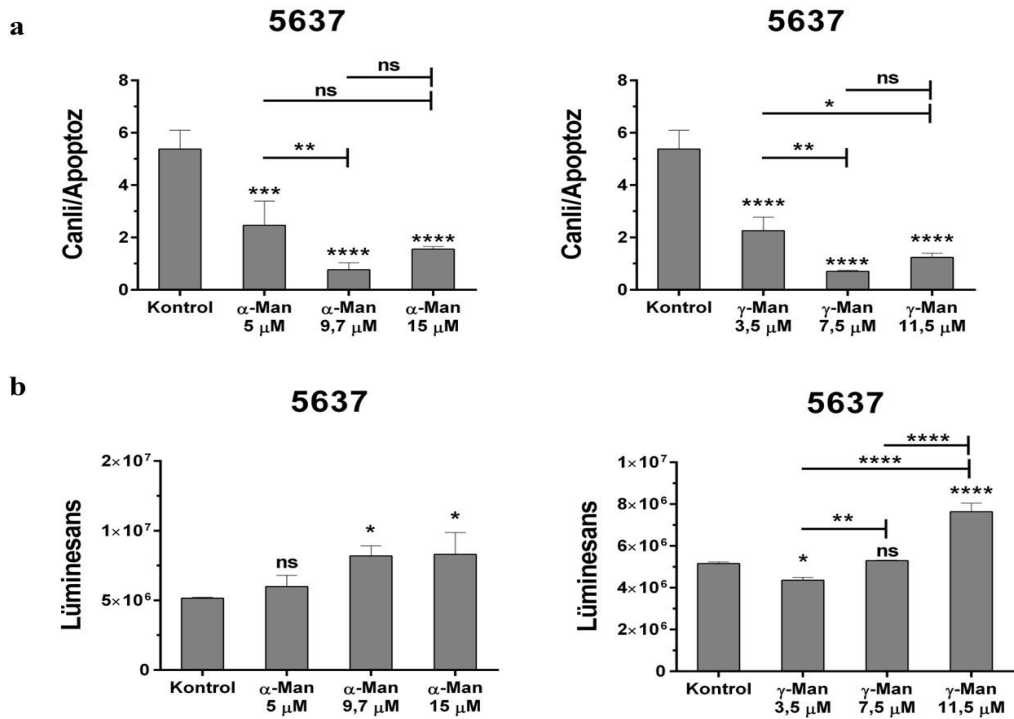 a
5637
Canli/Apoptoz
8
6
4
2
0
ns
ns
**
***
****
****
Kontrol
α-Man
5 μM
α-Man
9,7 μM
α-Man
15 μM
5637
Canli/Apoptoz
8
6
4
2
0
ns
*
**
****
****
****
Kontrol
γ-Man
3,5 μM
γ-Man
7,5 μM
γ-Man
11,5 μM
b
5637
Lüminesans
2×10⁷
1×10⁷
5×10⁶
0
ns
*
*
Kontrol
α-Man
5 μM
α-Man
9,7 μM
α-Man
15 μM
5637
Lüminesans
1×10⁷
8×10⁶
6×10⁶
4×10⁶
2×10⁶
0
****
****
**
*
ns
****
Kontrol
γ-Man
3,5 μM
γ-Man
7,5 μM
γ-Man
11,5 μM